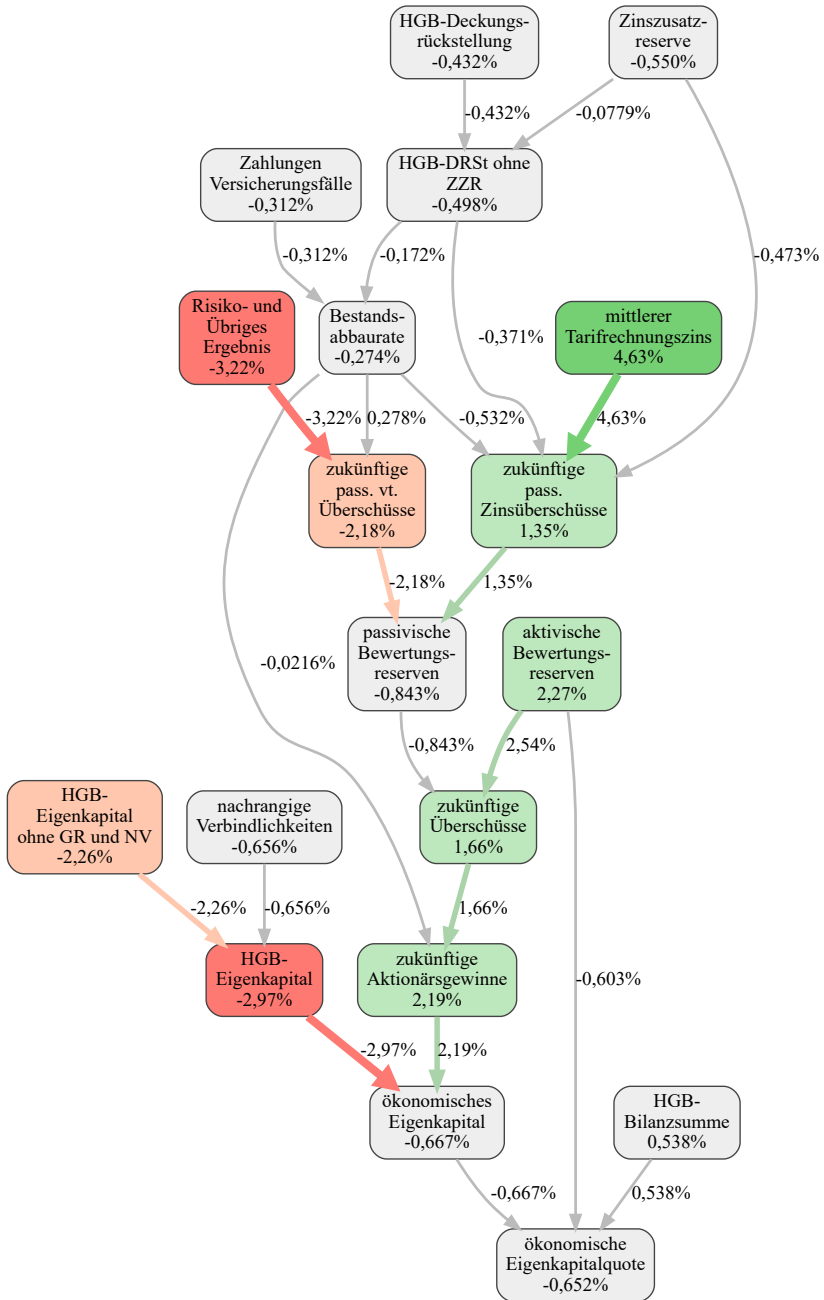 HGB-Deckungs-
rückstellung
-0,432%
Zinszusatz-
reserve
-0,550%
-0,432%
-0,0779%
Zahlungen
Versicherungsfälle
-0,312%
HGB-DRSt ohne
ZZR
-0,498%
-0,312%
-0,172%
-0,473%
Risiko- und
Übriges
Ergebnis
-3,22%
Bestands-
abbaurate
-0,274%
-0,371%
mittlerer
Tarifrechnungszins
4,63%
-3,22%
0,278%
-0,532%
4,63%
zukünftige
pass. vt.
Überschüsse
-2,18%
zukünftige
pass.
Zinsüberschüsse
1,35%
-2,18%
1,35%
-0,0216%
passivische
Bewertungs-
reserven
-0,843%
aktivische
Bewertungs-
reserven
2,27%
-0,843%
2,54%
HGB-
Eigenkapital
ohne GR und NV
-2,26%
nachrangige
Verbindlichkeiten
-0,656%
zukünftige
Überschüsse
1,66%
-2,26%
-0,656%
1,66%
HGB-
Eigenkapital
-2,97%
zukünftige
Aktionärsgewinne
2,19%
-0,603%
-2,97%
2,19%
ökonomisches
Eigenkapital
-0,667%
HGB-
Bilanzsumme
0,538%
-0,667%
0,538%
ökonomische
Eigenkapitalquote
-0,652%